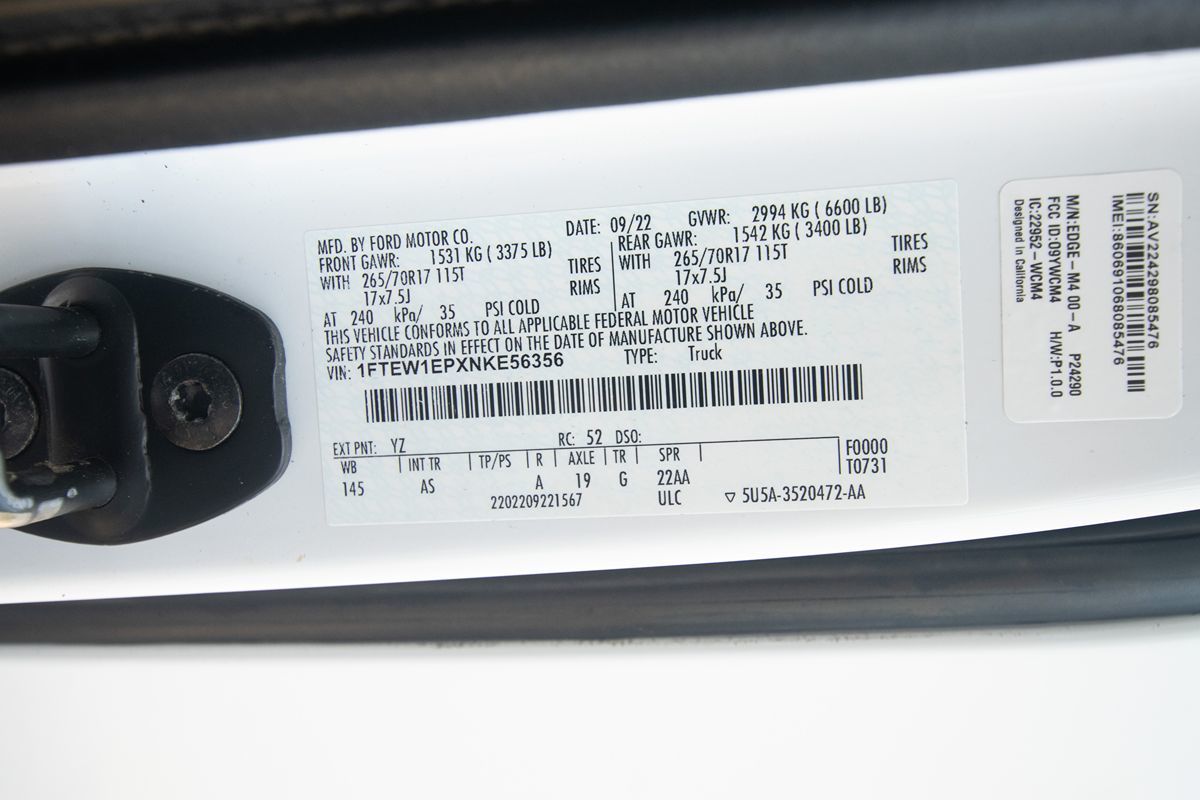 MFD. BY FORD MOTOR CO. DATE: 09/22 GVWR: 2994 KG ( 6600 LB)
FRONT GAWR: 1531 KG ( 3375 LB) REAR GAWR: 1542 KG ( 3400 LB)
WITH 265/70R17 115T TIRES WITH 265/70R17 115T TIRES
17x7.5J RIMS 17x7.5J RIMS
AT 240 kPa/ 35 PSI COLD AT 240 kPa/ 35 PSI COLD
THIS VEHICLE CONFORMS TO ALL APPLICABLE FEDERAL MOTOR VEHICLE
SAFETY STANDARDS IN EFFECT ON THE DATE OF MANUFACTURE SHOWN ABOVE.
VIN: 1FTEW1EPXNKE56356 TYPE: Truck
EXT PNT: YZ RC: 52 DSO:
WB INT TR TP/PS R AXLE TR SPR F0000
145 AS A 19 G 22AA T0731
2202209221567 ULC ▽ 5U5A-3520472-AA
SN:AV24298085476
IMEI:860691068085476
M/N:EDGE-M4 00-A P24290
FCC ID:09YWCM4 H/W:P1.0.0
IC:22952-WCM4
Designed in California